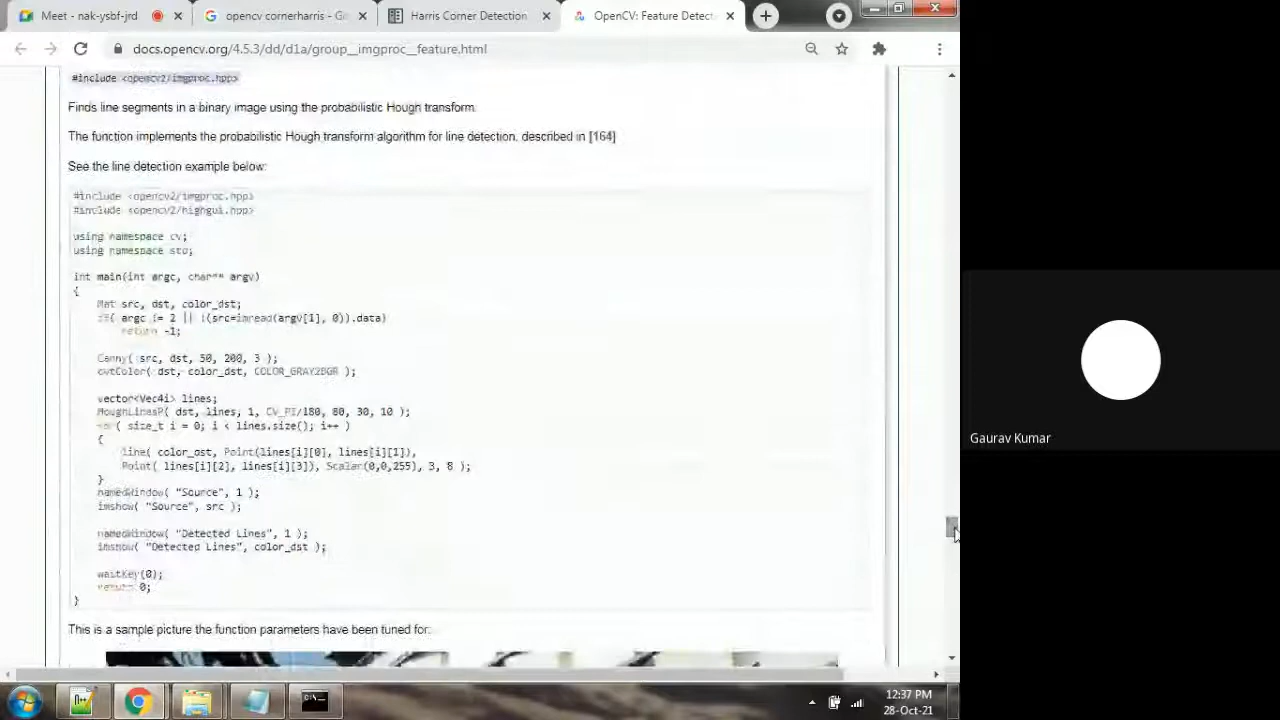 Meet - nak-ysbf-jrd
opencv cornerharris - G
Harris Corner Detection
OpenCV: Feature Detect
docs.opencv.org/4.5.3/dd/d1a/group__imgproc__feature.html
#include <opencv2/imgproc.hpp>
Finds line segments in a binary image using the probabilistic Hough transform.
The function implements the probabilistic Hough transform algorithm for line detection, described in [164]
See the line detection example below:
#include <opencv2/imgproc.hpp>
#include <opencv2/highgui.hpp>
using namespace cv;
using namespace std;
int main(int argc, char** argv)
{
Mat src, dst, color_dst;
if( argc != 2 || !(src=imread(argv[1], 0)).data)
return -1;
Canny( src, dst, 50, 200, 3 );
cvtColor( dst, color_dst, COLOR_GRAY2BGR );
vector<Vec4i> lines;
HoughLinesP( dst, lines, 1, CV_PI/180, 80, 30, 10 );
( size_t i = 0; i < lines.size(); i++ )
{
line( color_dst, Point(lines[i][0], lines[i][1]),
Point( lines[i][2], lines[i][3]), Scalar(0,0,255), 3, 8 );
}
namedWindow( "Source", 1 );
imshow( "Source", src );
namedWindow( "Detected Lines", 1 );
imshow( "Detected Lines", color_dst );
waitKey(0);
return 0;
}
This is a sample picture the function parameters have been tuned for:
Gaurav Kumar
12:37 PM
28-Oct-21